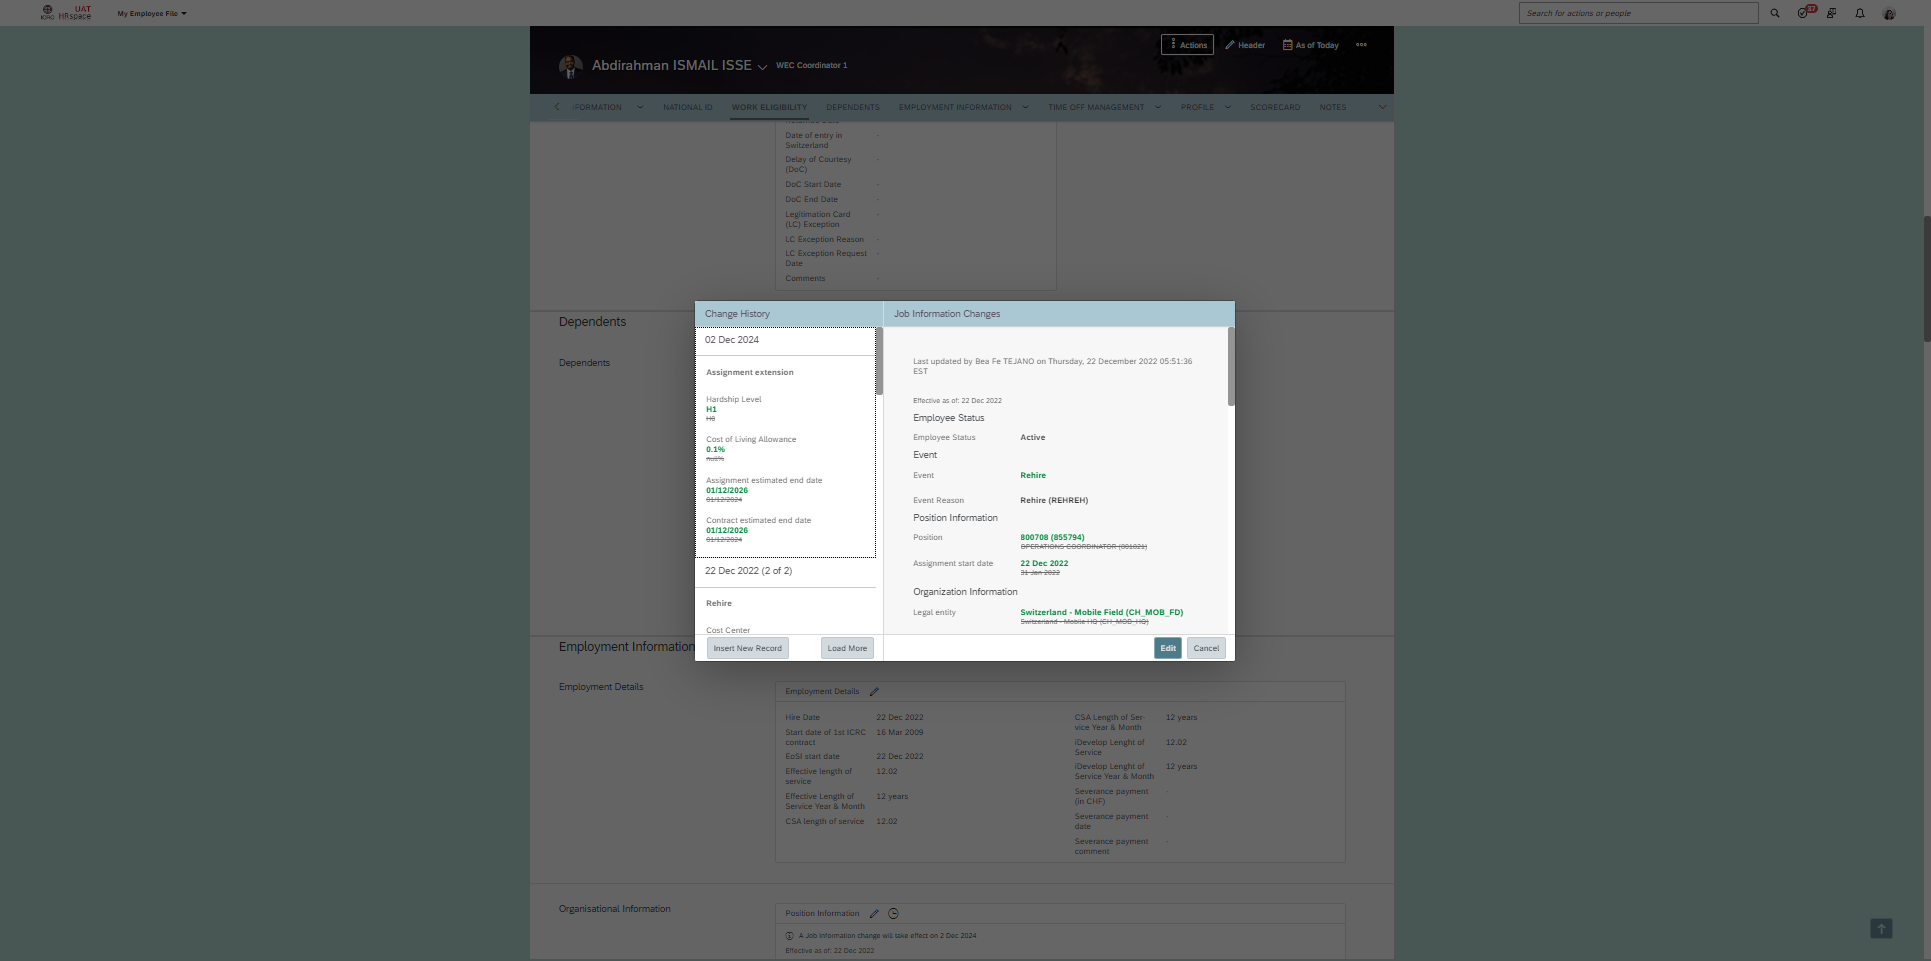 ICRC
UAT
HRspace
My Employee File
Search for actions or people
37
Abdirahman ISMAIL ISSE
WEC Coordinator 1
Actions
Header
As of Today
FORMATION
NATIONAL ID
WORK ELIGIBILITY
DEPENDENTS
EMPLOYMENT INFORMATION
TIME OFF MANAGEMENT
PROFILE
SCORECARD
NOTES
Date of entry in
Switzerland
-
Delay of Courtesy
(DoC)
-
DoC Start Date
-
DoC End Date
-
Legitimation Card
(LC) Exception
-
LC Exception Reason
-
LC Exception Request
Date
-
Comments
-
Dependents
Dependents
Change History
02 Dec 2024
Assignment extension
Hardship Level
H1
H0
Cost of Living Allowance
0.1%
null%
Assignment estimated end date
01/12/2026
01/12/2024
Contract estimated end date
01/12/2026
01/12/2024
22 Dec 2022 (2 of 2)
Rehire
Cost Center
Insert New Record
Load More
Job Information Changes
Last updated by Bea Fe TEJANO on Thursday, 22 December 2022 05:51:36
EST
Effective as of: 22 Dec 2022
Employee Status
Employee Status
Active
Event
Event
Rehire
Event Reason
Rehire (REHREH)
Position Information
Position
800708 (855794)
OPERATIONS COORDINATOR (801821)
Assignment start date
22 Dec 2022
31 Jan 2022
Organization Information
Legal entity
Switzerland - Mobile Field (CH_MOB_FD)
Switzerland - Mobile HQ (CH_MOB_HQ)
Edit
Cancel
Employment Information
Employment Details
Employment Details
Hire Date
22 Dec 2022
Start date of 1st ICRC
contract
16 Mar 2009
EoSI start date
22 Dec 2022
Effective length of
service
12.02
Effective Length of
Service Year & Month
12 years
CSA length of service
12.02
CSA Length of Ser-
vice Year & Month
12 years
iDevelop Lenght of
Service
12.02
iDevelop Lenght of
Service Year & Month
12 years
Severance payment
(in CHF)
-
Severance payment
date
-
Severance payment
comment
-
Organisational Information
Position Information
A Job Information change will take effect on 2 Dec 2024
Effective as of: 22 Dec 2022